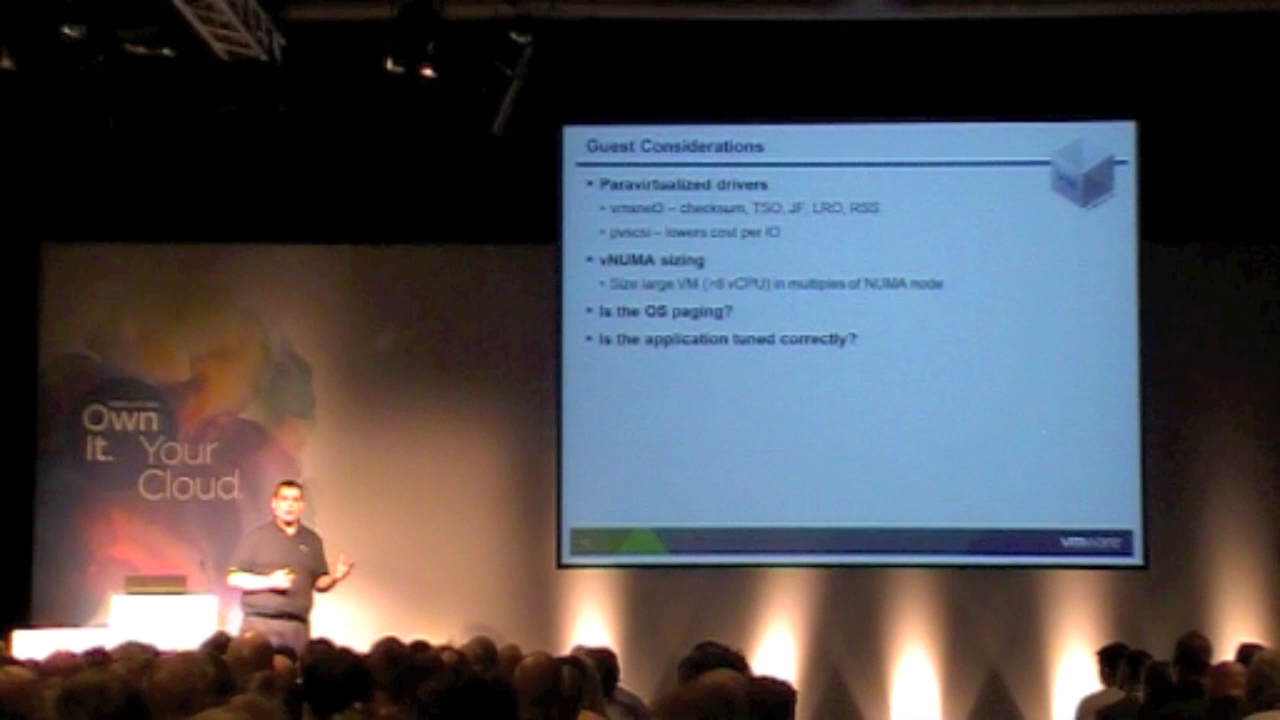 Guest Considerations
Paravirtualized drivers
vmxnet3 – checksum, TSO, JF, LRO, RSS
pvscsi – lowers cost per IO
vNUMA sizing
Size large VM (>8 vCPU) in multiples of NUMA node
Is the OS paging?
Is the application tuned correctly?
vmware
Own
It. Your
Cloud.